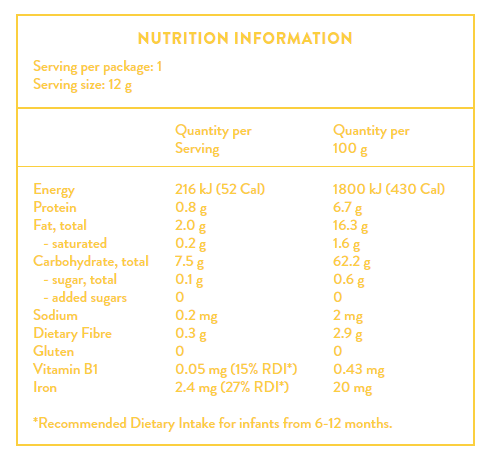 NUTRITION INFORMATION
Serving per package: 1
Serving size: 12 g
Quantity per Serving Quantity per 100 g
Energy 216 kJ (52 Cal) 1800 kJ (430 Cal)
Protein 0.8 g 6.7 g
Fat, total 2.0 g 16.3 g
- saturated 0.2 g 1.6 g
Carbohydrate, total 7.5 g 62.2 g
- sugar, total 0.1 g 0.6 g
- added sugars 0 0
Sodium 0.2 mg 2 mg
Dietary Fibre 0.3 g 2.9 g
Gluten 0 0
Vitamin B1 0.05 mg (15% RDI*) 0.43 mg
Iron 2.4 mg (27% RDI*) 20 mg
*Recommended Dietary Intake for infants from 6-12 months.